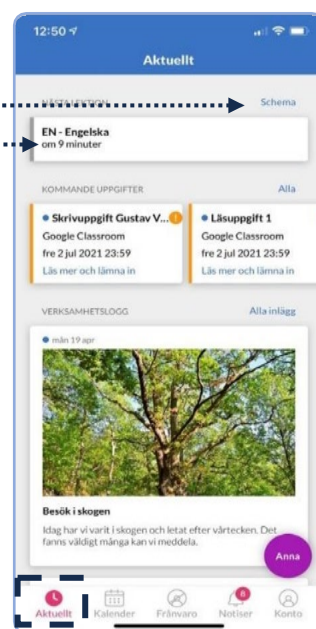 12:50
Aktuellt
NÄSTA LEKTION
Schema
EN - Engelska
om 9 minuter
KOMMANDE UPPGIFTER
Alla
Skrivuppgift Gustav V...
Google Classroom
fre 2 jul 2021 23:59
Läs mer och lämna in
Läsuppgift 1
Google Classroom
fre 2 jul 2021 23:59
Läs mer och lämna in
VERKSAMHETSLOGG
Alla inlägg
mån 19 apr
Besök i skogen
Idag har vi varit i skogen och letat efter vårtecken. Det
fanns väldigt många kan vi meddela.
Anna
Aktuellt
Kalender
Frånvaro
8
Notiser
Konto